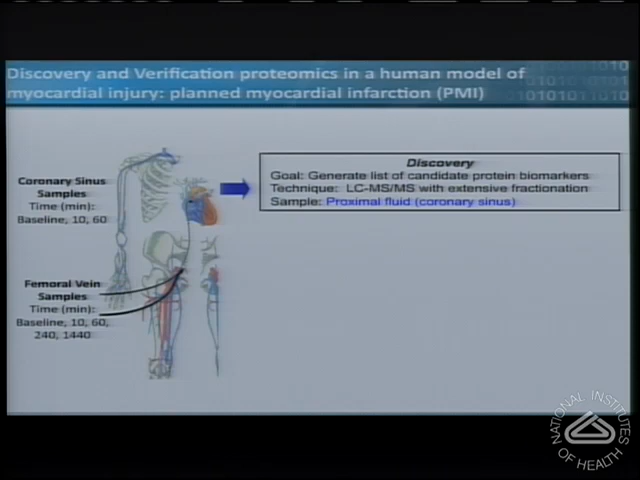 Discovery and Verification proteomics in a human model of
myocardial injury: planned myocardial infarction (PMI)
Coronary Sinus
Samples
Time (min):
Baseline, 10, 60
Femoral Vein
Samples
Time (min):
Baseline, 10, 60,
240, 1440
Discovery
Goal: Generate list of candidate protein biomarkers
Technique: LC-MS/MS with extensive fractionation
Sample: Proximal fluid (coronary sinus)
NATIONAL INSTITUTES
OF HEALTH